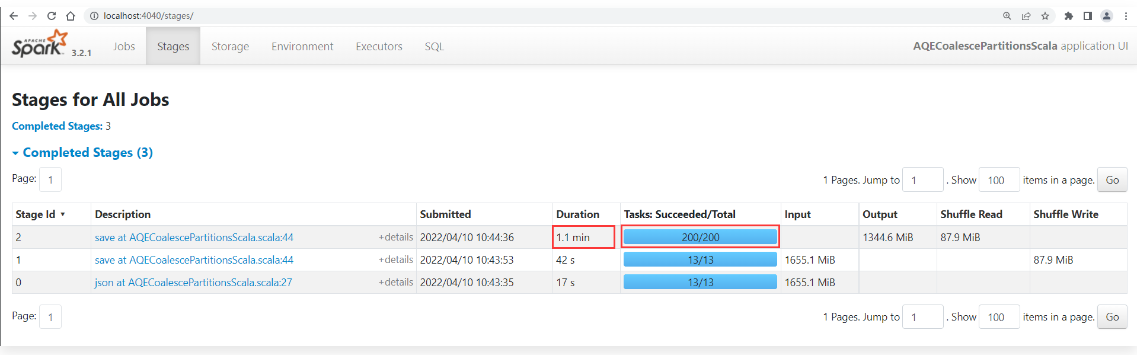 localhost:4040/stages/
APACHE Spark 3.2.1 Jobs Stages Storage Environment Executors SQL AQECoalescePartitionsScala application UI
Stages for All Jobs
Completed Stages: 3
Completed Stages (3)
Page: 1 1 Pages. Jump to 1 . Show 100 items in a page. Go
Stage Id ▾ Description Submitted Duration Tasks: Succeeded/Total Input Output Shuffle Read Shuffle Write
2 save at AQECoalescePartitionsScala.scala:44 +details 2022/04/10 10:44:36 1.1 min 200/200 1344.6 MiB 87.9 MiB
1 save at AQECoalescePartitionsScala.scala:44 +details 2022/04/10 10:43:53 42 s 13/13 1655.1 MiB 87.9 MiB
0 json at AQECoalescePartitionsScala.scala:27 +details 2022/04/10 10:43:35 17 s 13/13 1655.1 MiB
Page: 1 1 Pages. Jump to 1 . Show 100 items in a page. Go